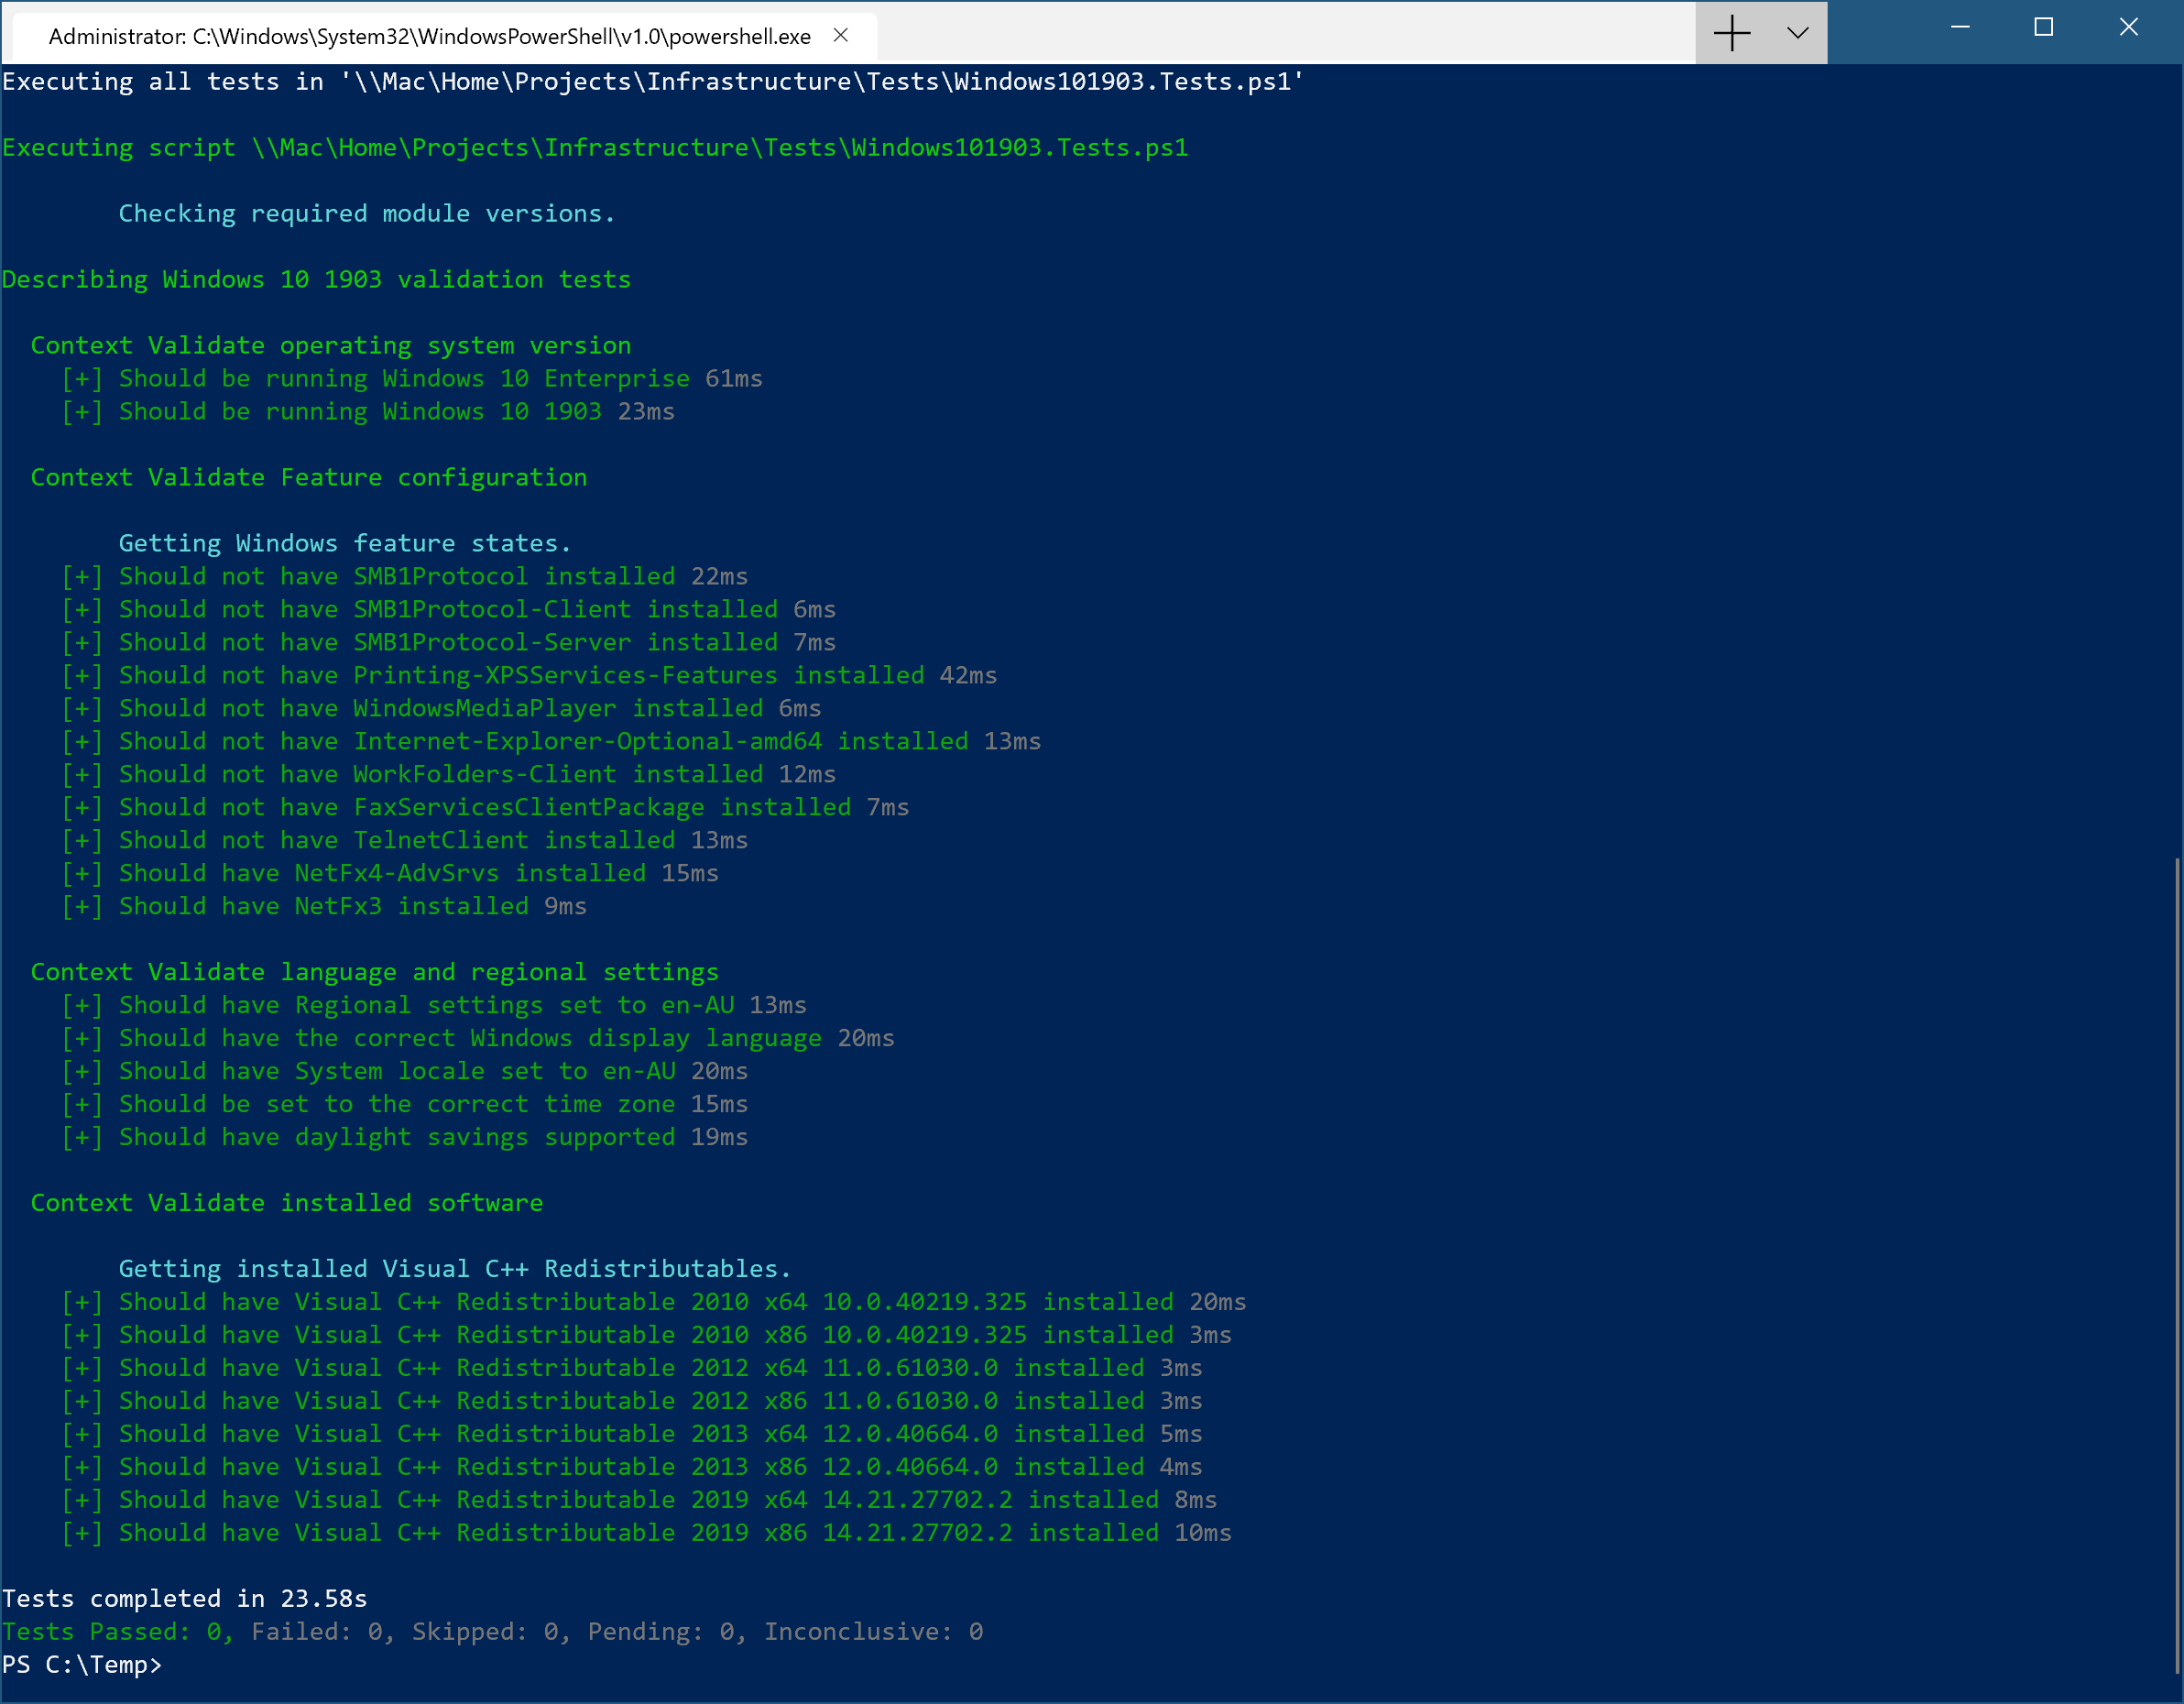 Administrator: C:\Windows\System32\WindowsPowerShell\v1.0\powershell.exe
Executing all tests in '\\Mac\Home\Projects\Infrastructure\Tests\Windows101903.Tests.ps1'
Executing script \\Mac\Home\Projects\Infrastructure\Tests\Windows101903.Tests.ps1
Checking required module versions.
Describing Windows 10 1903 validation tests
Context Validate operating system version
[+] Should be running Windows 10 Enterprise 61ms
[+] Should be running Windows 10 1903 23ms
Context Validate Feature configuration
Getting Windows feature states.
[+] Should not have SMB1Protocol installed 22ms
[+] Should not have SMB1Protocol-Client installed 6ms
[+] Should not have SMB1Protocol-Server installed 7ms
[+] Should not have Printing-XPSServices-Features installed 42ms
[+] Should not have WindowsMediaPlayer installed 6ms
[+] Should not have Internet-Explorer-Optional-amd64 installed 13ms
[+] Should not have WorkFolders-Client installed 12ms
[+] Should not have FaxServicesClientPackage installed 7ms
[+] Should not have TelnetClient installed 13ms
[+] Should have NetFx4-AdvSrvs installed 15ms
[+] Should have NetFx3 installed 9ms
Context Validate language and regional settings
[+] Should have Regional settings set to en-AU 13ms
[+] Should have the correct Windows display language 20ms
[+] Should have System locale set to en-AU 20ms
[+] Should be set to the correct time zone 15ms
[+] Should have daylight savings supported 19ms
Context Validate installed software
Getting installed Visual C++ Redistributables.
[+] Should have Visual C++ Redistributable 2010 x64 10.0.40219.325 installed 20ms
[+] Should have Visual C++ Redistributable 2010 x86 10.0.40219.325 installed 3ms
[+] Should have Visual C++ Redistributable 2012 x64 11.0.61030.0 installed 3ms
[+] Should have Visual C++ Redistributable 2012 x86 11.0.61030.0 installed 3ms
[+] Should have Visual C++ Redistributable 2013 x64 12.0.40664.0 installed 5ms
[+] Should have Visual C++ Redistributable 2013 x86 12.0.40664.0 installed 4ms
[+] Should have Visual C++ Redistributable 2019 x64 14.21.27702.2 installed 8ms
[+] Should have Visual C++ Redistributable 2019 x86 14.21.27702.2 installed 10ms
Tests completed in 23.58s
Tests Passed: 0, Failed: 0, Skipped: 0, Pending: 0, Inconclusive: 0
PS C:\Temp>